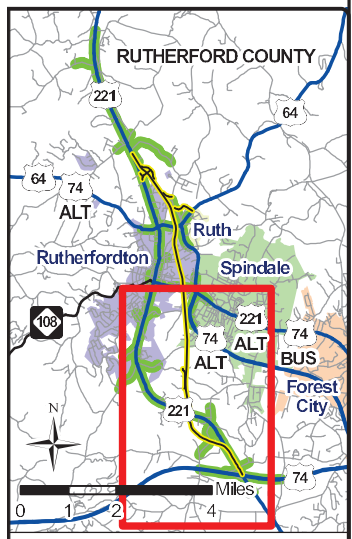 RUTHERFORD COUNTY
221
64
64
74
ALT
Ruth
Rutherfordton
Spindale
108
221
74
74
ALT
ALT
BUS
Forest
City
221
N
74
Miles
0 1 2 4